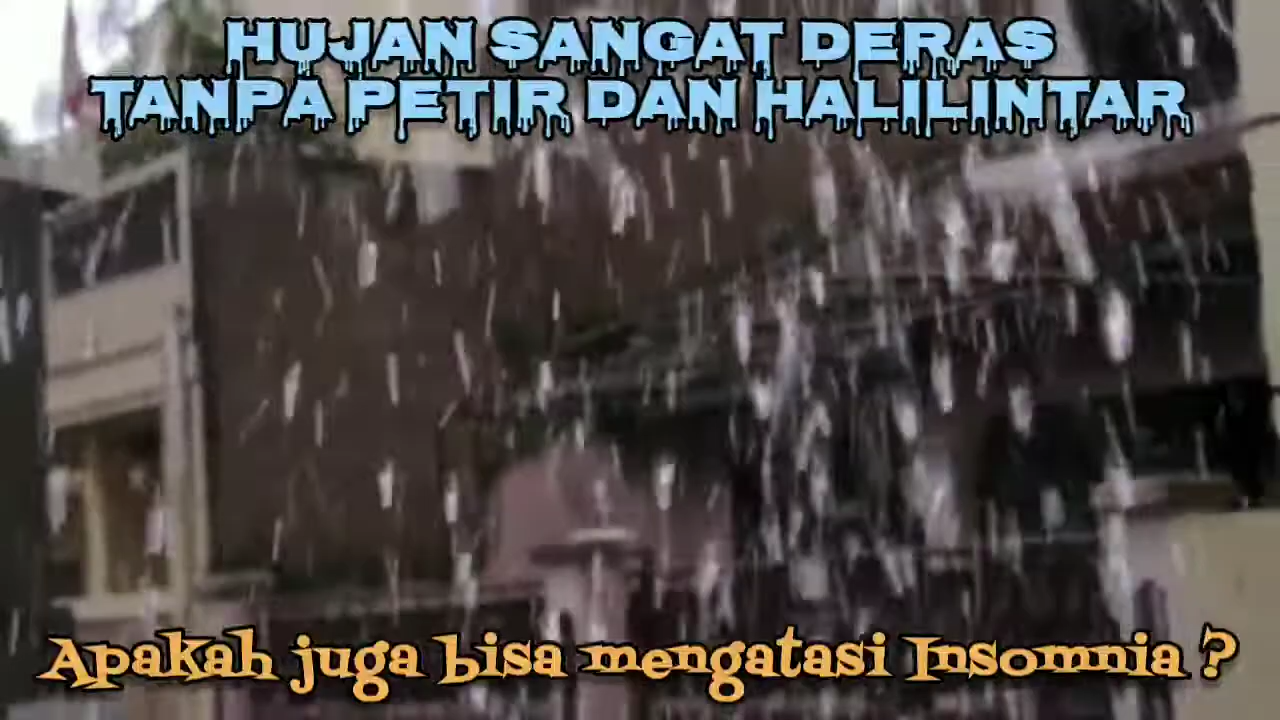 HUJAN SANGAT DERAS
TANPA PETIR DAN HALILINTAR
Apakah juga bisa mengatasi Insomnia ?